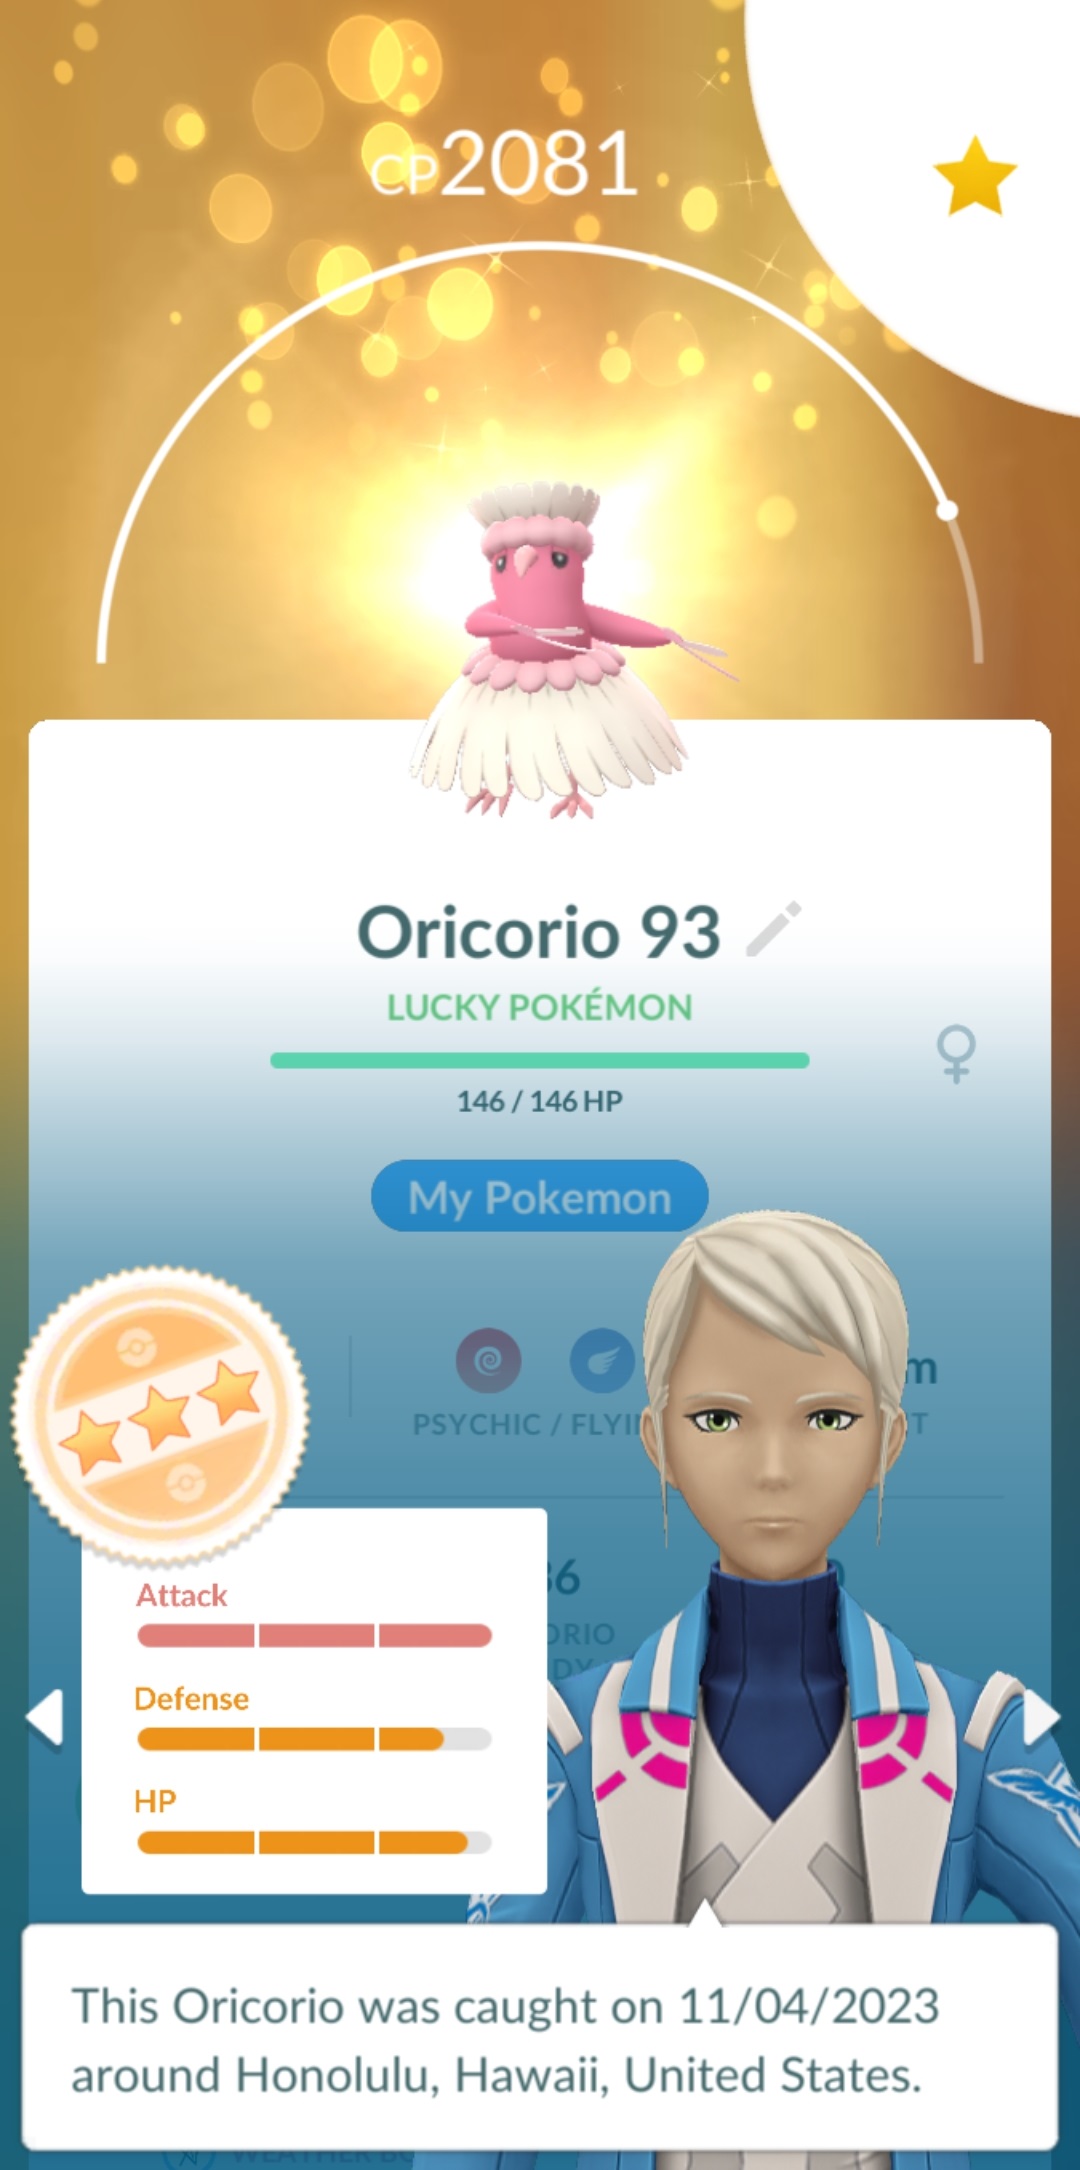 CP2081
Oricorio 93
LUCKY POKÉMON
146 / 146 HP
My Pokemon
PSYCHIC /
Attack
Defense
HP
This Oricorio was caught on 11/04/2023
around Honolulu, Hawaii, United States.